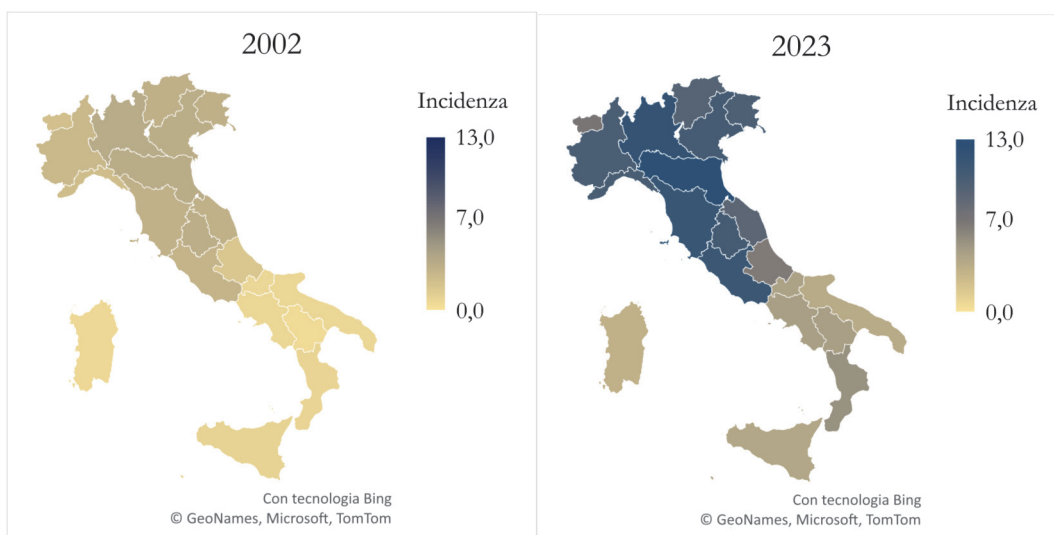 2002
Incidenza
13,0
7,0
0,0
Con tecnologia Bing
© GeoNames, Microsoft, TomTom
2023
Incidenza
13,0
7,0
0,0
Con tecnologia Bing
© GeoNames, Microsoft, TomTom